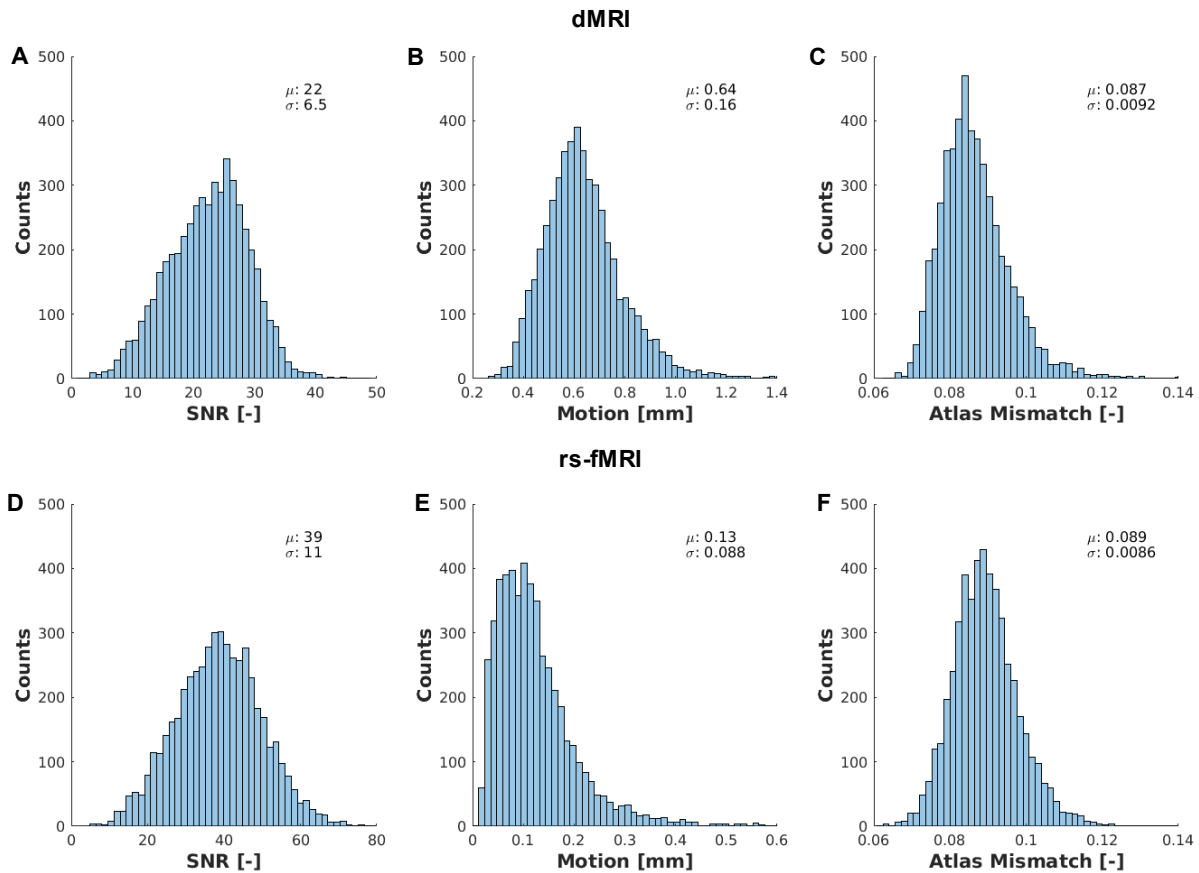 dMRI
A
500
400
300
200
100
0
Counts
μ: 22
σ: 6.5
0 10 20 30 40 50
SNR [-]
B
500
400
300
200
100
0
Counts
μ: 0.64
σ: 0.16
0.2 0.4 0.6 0.8 1.0 1.2 1.4
Motion [mm]
C
500
400
300
200
100
0
Counts
μ: 0.087
σ: 0.0092
0.06 0.08 0.1 0.12 0.14
Atlas Mismatch [-]
rs-fMRI
D
500
400
300
200
100
0
Counts
μ: 39
σ: 11
0 20 40 60 80
SNR [-]
E
500
400
300
200
100
0
Counts
μ: 0.13
σ: 0.088
0 0.1 0.2 0.3 0.4 0.5 0.6
Motion [mm]
F
500
400
300
200
100
0
Counts
μ: 0.089
σ: 0.0086
0.06 0.08 0.1 0.12 0.14
Atlas Mismatch [-]